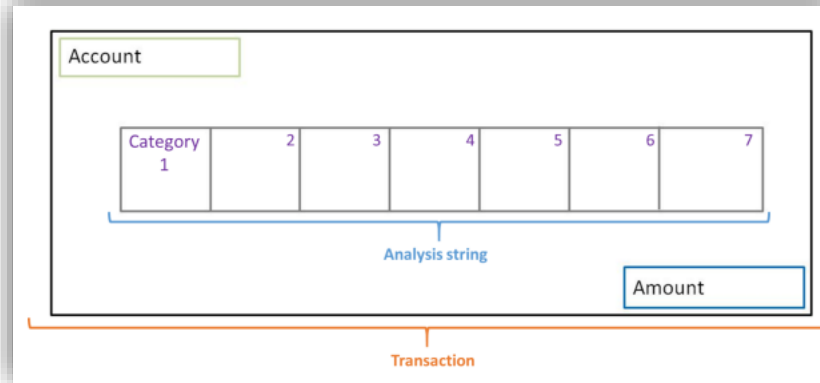 Account
Category 2 3 4 5 6 7
1
Analysis string
Amount
Transaction